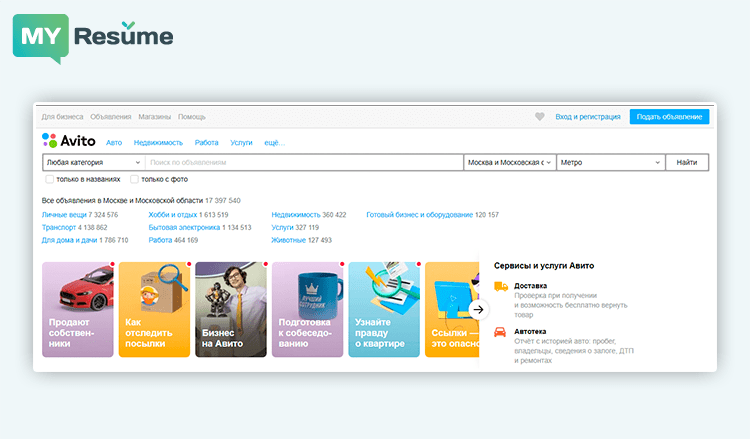 MY Resume
Для бизнеса Объявления Магазины Помощь Вход и регистрация Подать объявление
Avito Авто Недвижимость Работа Услуги ещё...
Любая категория Поиск по объявлениям Москва и Московская о Метро Найти
только в названиях только с фото
Все объявления в Москве и Московской области 17 397 540
Личные вещи 7 324 576 Хобби и отдых 1 613 519 Недвижимость 360 422 Готовый бизнес и оборудование 120 157
Транспорт 4 138 862 Бытовая электроника 1 134 513 Услуги 327 119
Для дома и дачи 1 786 710 Работа 464 169 Животные 127 493
Продают
собствен-
ники
Как
отследить
посылки
Бизнес
на Авито
ЛУЧШИЙ
СОТРУДНИК
Подготовка
к собеседо-
ванию
Узнайте
правду
о квартире
Ссылки —
это опасно
Сервисы и услуги Авито
Доставка
Проверка при получении
и возможность бесплатно вернуть
товар
Автотека
Отчёт с историей авто: пробег,
владельцы, сведения о залоге, ДТП
и ремонтах